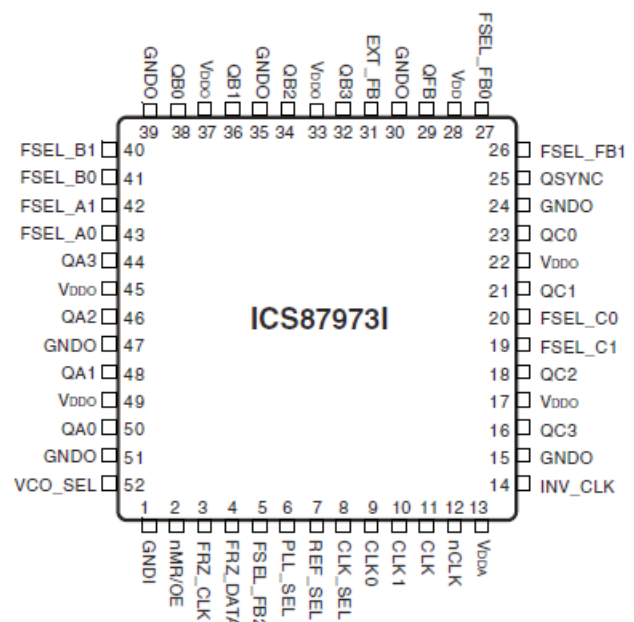 GNDO
QB0
VDDO
QB1
GNDO
QB2
VDDO
QB3
EXT_FB
GNDO
QFB
VDD
FSEL_FB0
39 38 37 36 35 34 33 32 31 30 29 28 27
FSEL_B1 40
FSEL_B0 41
FSEL_A1 42
FSEL_A0 43
QA3 44
VDDO 45
QA2 46
GNDO 47
QA1 48
VDDO 49
QA0 50
GNDO 51
VCO_SEL 52
ICS87973I
26 FSEL_FB1
25 QSYNC
24 GNDO
23 QC0
22 VDDO
21 QC1
20 FSEL_C0
19 FSEL_C1
18 QC2
17 VDDO
16 QC3
15 GNDO
14 INV_CLK
1 2 3 4 5 6 7 8 9 10 11 12 13
GNDI
nMR/OE
FRZ_CLK
FRZ_DATA
FSEL_FB2
PLL_SEL
REF_SEL
CLK_SEL
CLK0
CLK1
CLK
nCLK
VDDA